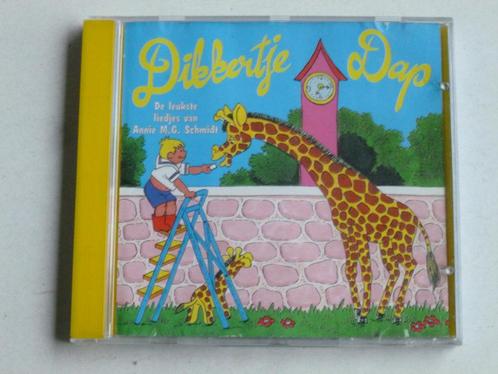 Dikkertje Dap
De leukste
liedjes van
Annie M.G. Schmidt